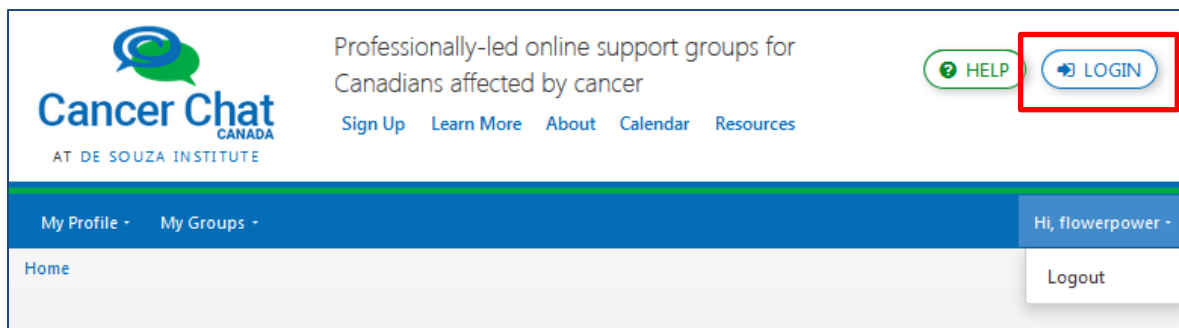 Cancer Chat
CANADA
AT DE SOUZA INSTITUTE
Professionally-led online support groups for
Canadians affected by cancer
Sign Up Learn More About Calendar Resources
HELP LOGIN
My Profile My Groups Hi, flowerpower
Home
Logout